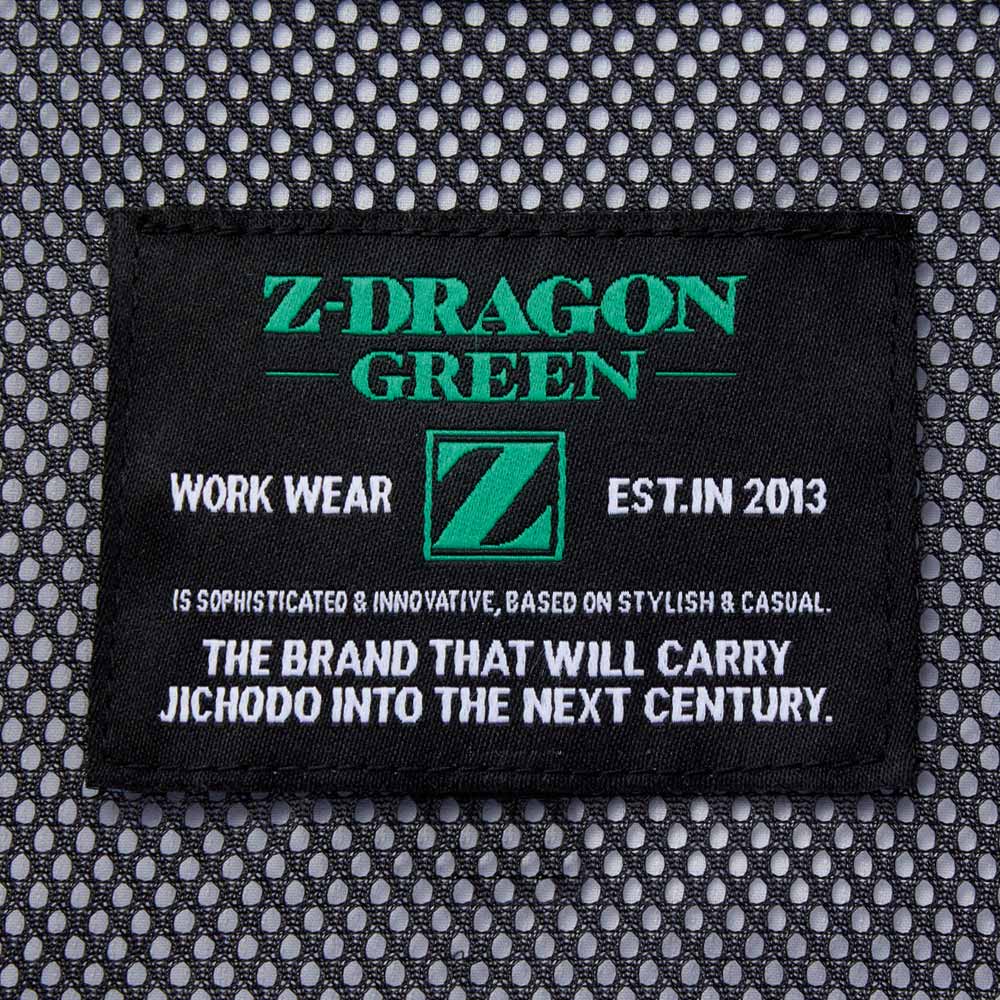 Z-DRAGON
GREEN
WORK WEAR Z EST.IN 2013
IS SOPHISTICATED & INNOVATIVE, BASED ON STYLISH & CASUAL.
THE BRAND THAT WILL CARRY
JICHODO INTO THE NEXT CENTURY.